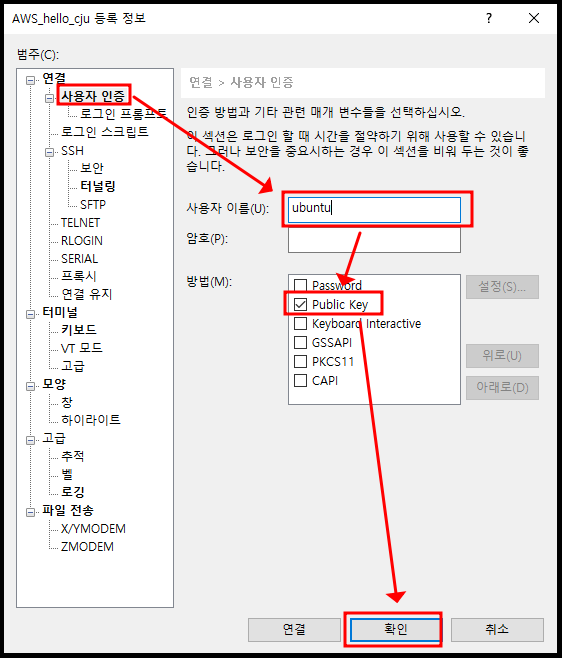 AWS_hello_cju 등록 정보
?
범주(C):
연결
사용자 인증
로그인 프롬프트
로그인 스크립트
SSH
보안
터널링
SFTP
TELNET
RLOGIN
SERIAL
프록시
연결 유지
터미널
키보드
VT 모드
고급
모양
창
하이라이트
고급
추적
벨
로깅
파일 전송
X/YMODEM
ZMODEM
연결 > 사용자 인증
인증 방법과 기타 관련 매개 변수들을 선택하십시오.
이 섹션은 로그인 할 때 시간을 절약하기 위해 사용할 수 있습니
다. 그러나 보안을 중요시하는 경우 이 섹션을 비워 두는 것이 좋
습니다.
사용자 이름(U):
ubuntu
암호(P):
방법(M):
Password
Public Key
Keyboard Interactive
GSSAPI
PKCS11
CAPI
설정(S)...
위로(U)
아래로(D)
연결
확인
취소